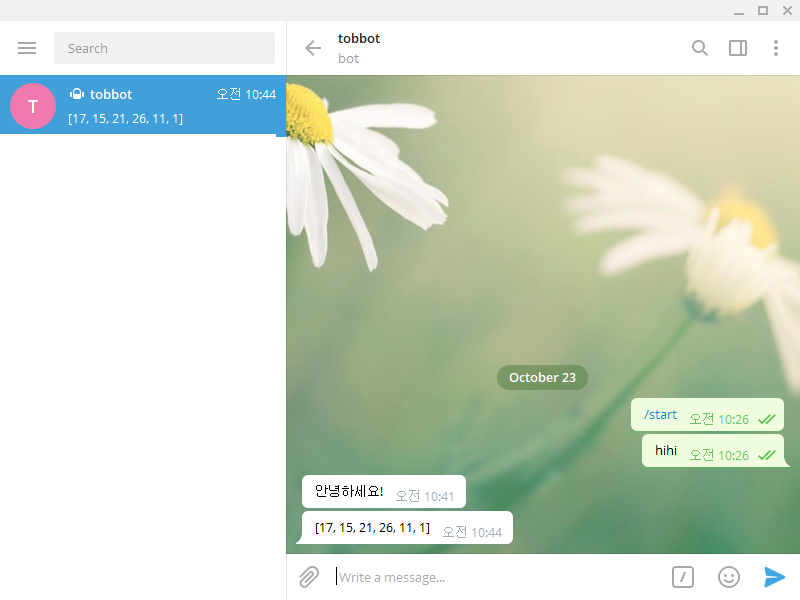 Search
T
tobbot 오전 10:44
[17, 15, 21, 26, 11, 1]
tobbot
bot
October 23
/start 오전 10:26
hihi 오전 10:26
안녕하세요! 오전 10:41
[17, 15, 21, 26, 11, 1] 오전 10:44
Write a message...